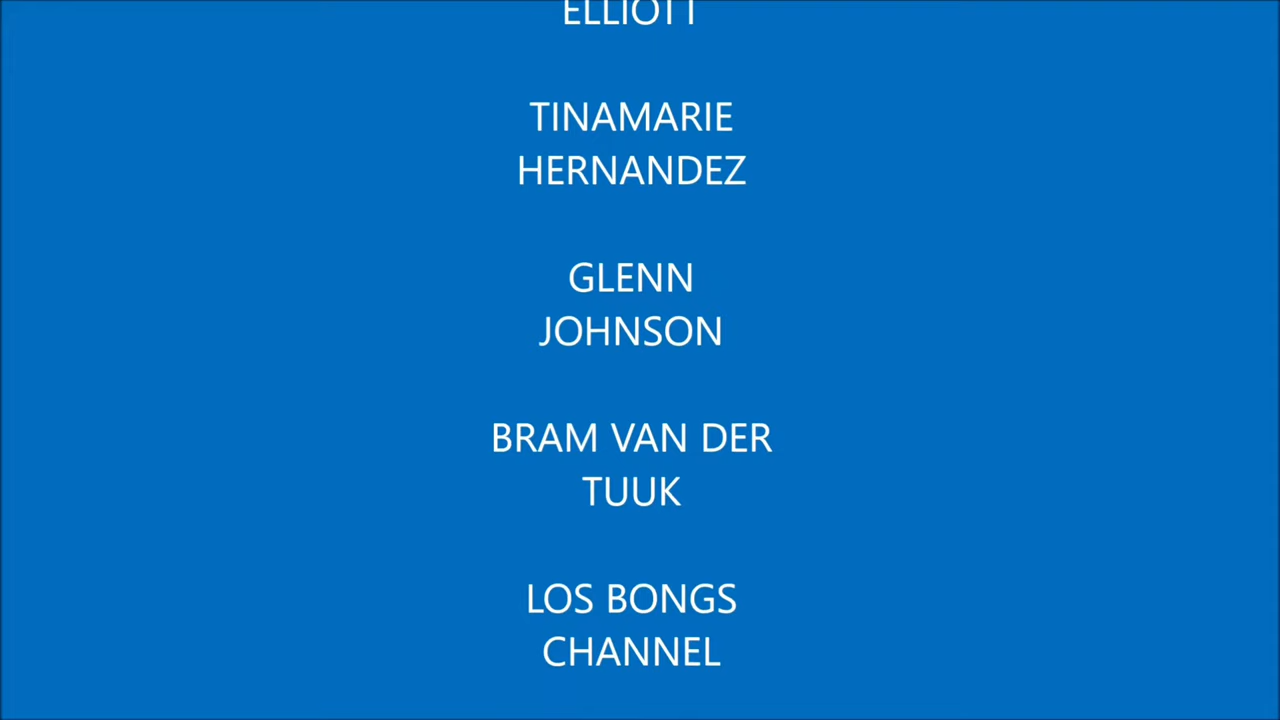 ELLIOTT
TINAMARIE
HERNANDEZ
GLENN
JOHNSON
BRAM VAN DER
TUUK
LOS BONGS
CHANNEL